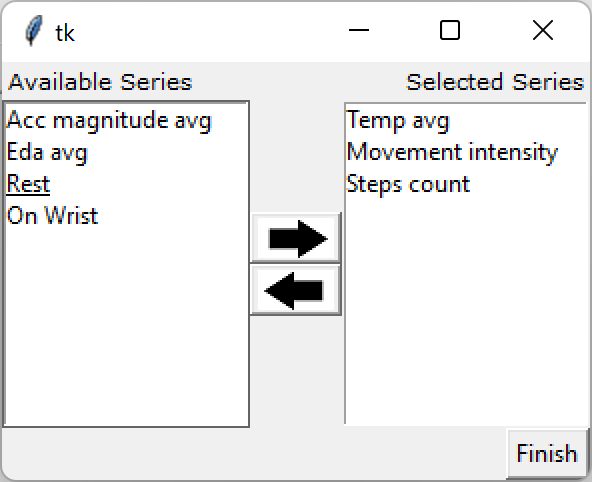 tk
Available Series
Selected Series
Acc magnitude avg
Eda avg
Rest
On Wrist
Temp avg
Movement intensity
Steps count
Finish